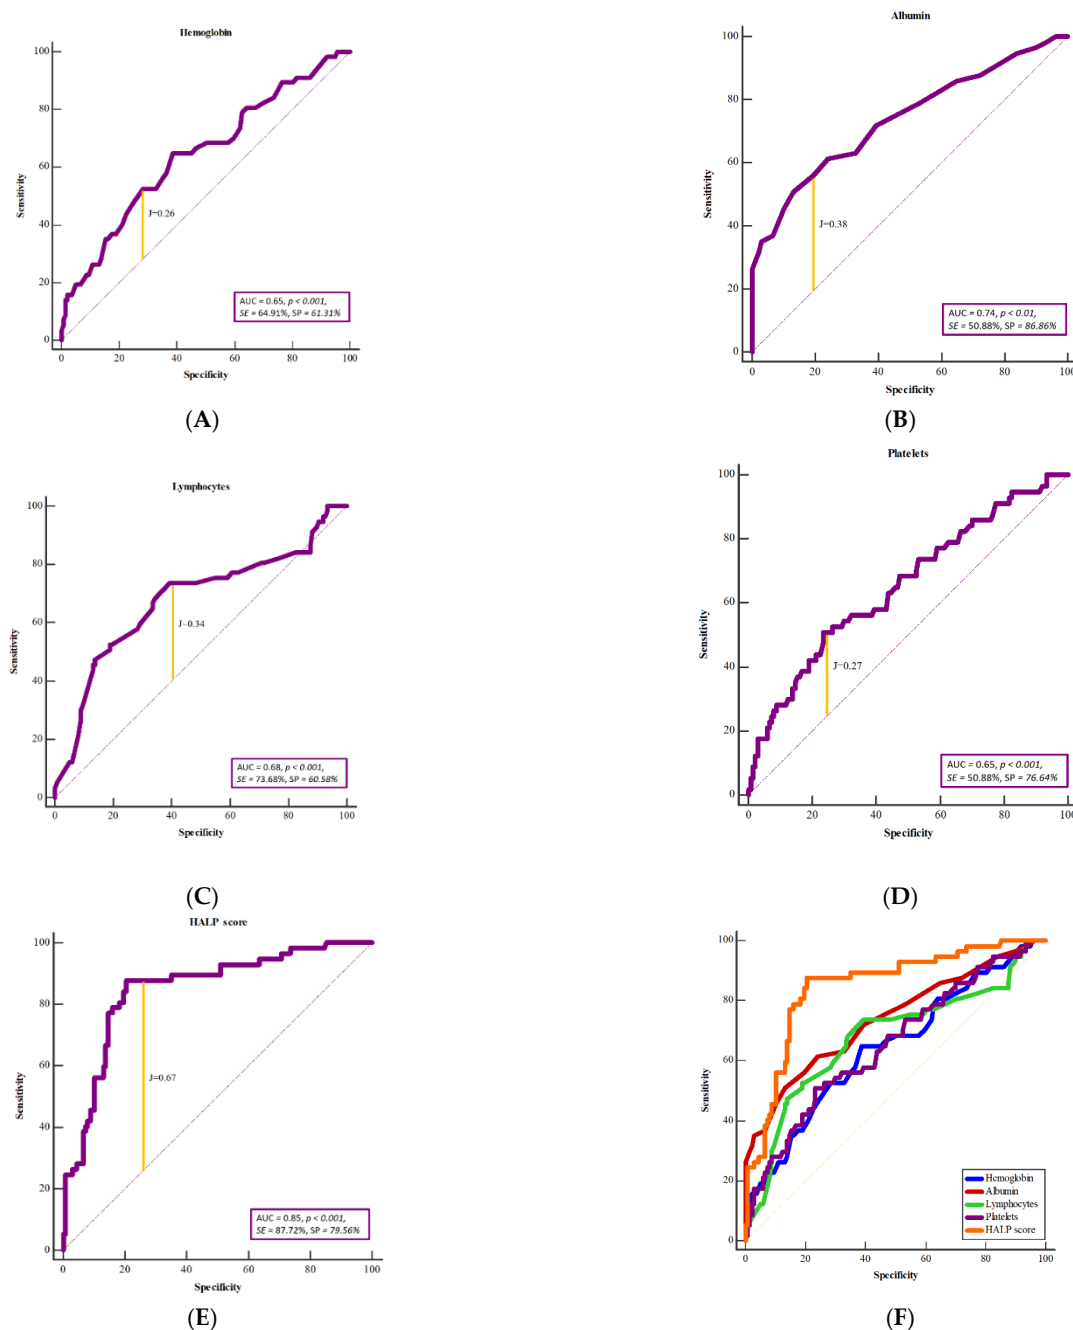 Hemoglobin
100
80
60
40
20
0
Sensitivity
J=0.26
AUC = 0.65, p < 0.001,
SE = 64.91%, SP = 61.31%
0 20 40 60 80 100
Specificity
(A)
Albumin
100
80
60
40
20
0
Sensitivity
J=0.38
AUC = 0.74, p < 0.01,
SE = 50.88%, SP = 86.86%
0 20 40 60 80 100
Specificity
(B)
Lymphocytes
100
80
60
40
20
0
Sensitivity
J=0.34
AUC = 0.68, p < 0.001,
SE = 73.68%, SP = 60.58%
0 20 40 60 80 100
Specificity
(C)
Platelets
100
80
60
40
20
0
Sensitivity
J=0.27
AUC = 0.65, p < 0.001,
SE = 50.88%, SP = 76.64%
0 20 40 60 80 100
Specificity
(D)
HALP score
100
80
60
40
20
0
Sensitivity
J=0.67
AUC = 0.85, p < 0.001,
SE = 87.72%, SP = 79.56%
0 20 40 60 80 100
Specificity
(E)
100
80
60
40
20
0
Sensitivity
Hemoglobin
Albumin
Lymphocytes
Platelets
HALP score
0 20 40 60 80 100
Specificity
(F)